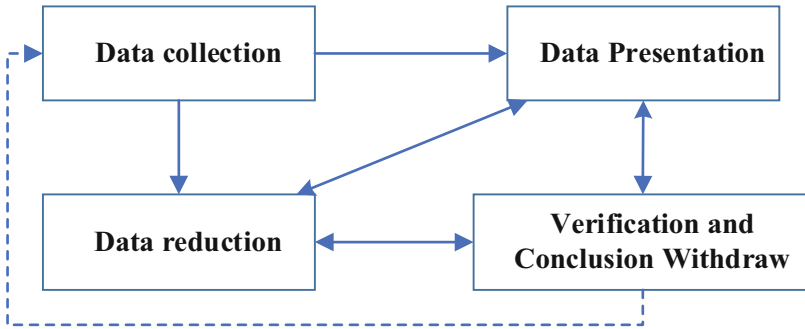 Data collection
Data Presentation
Data reduction
Verification and
Conclusion Withdraw